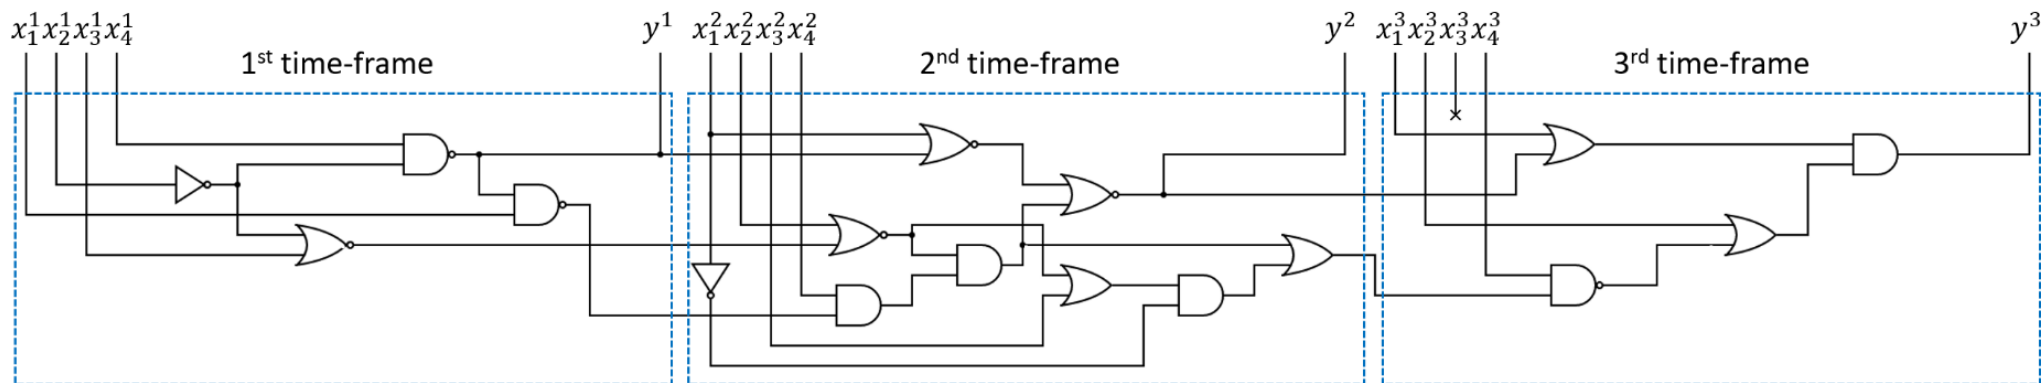 x₁¹x₂¹x₃¹x₄¹ y¹ x₁²x₂²x₃²x₄² y² x₁³x₂³x₃³x₄³ y³
1ˢᵗ time-frame 2ⁿᵈ time-frame 3ʳᵈ time-frame